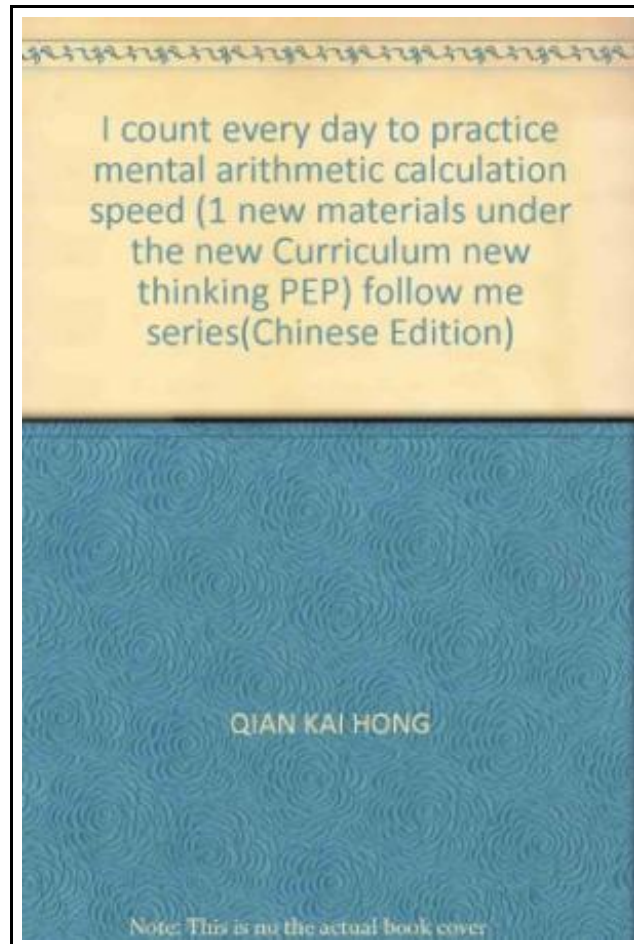 I count every day to practice
mental arithmetic calculation
speed (1 new materials under
the new Curriculum new
thinking PEP) follow me
series(Chinese Edition)
QIAN KAI HONG
Note: This is no the actual book cover